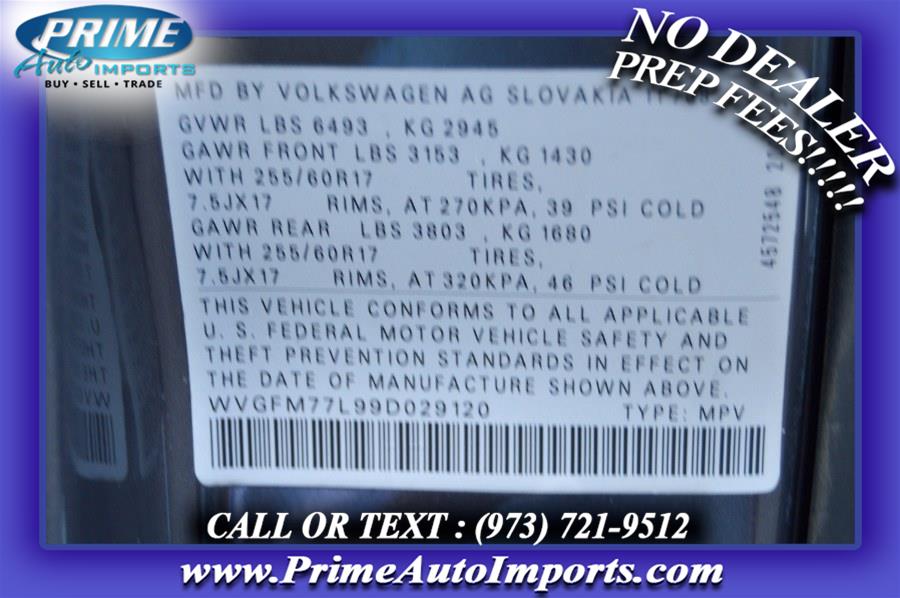 PRIME
Auto IMPORTS
BUY • SELL • TRADE
NO DEALER
PREP FEES!!!!!
MFD BY VOLKSWAGEN AG SLOVAKIA
GVWR LBS 6493 , KG 2945
GAWR FRONT LBS 3153 , KG 1430
WITH 255/60R17 TIRES,
7.5JX17 RIMS, AT 270KPA, 39 PSI COLD
GAWR REAR LBS 3803 , KG 1680
WITH 255/60R17 TIRES,
7.5JX17 RIMS, AT 320KPA, 46 PSI COLD
THIS VEHICLE CONFORMS TO ALL APPLICABLE
U. S. FEDERAL MOTOR VEHICLE SAFETY AND
THEFT PREVENTION STANDARDS IN EFFECT ON
THE DATE OF MANUFACTURE SHOWN ABOVE.
WVGFM77L99D029120 TYPE: MPV
4572548
CALL OR TEXT : (973) 721-9512
www.PrimeAutoImports.com